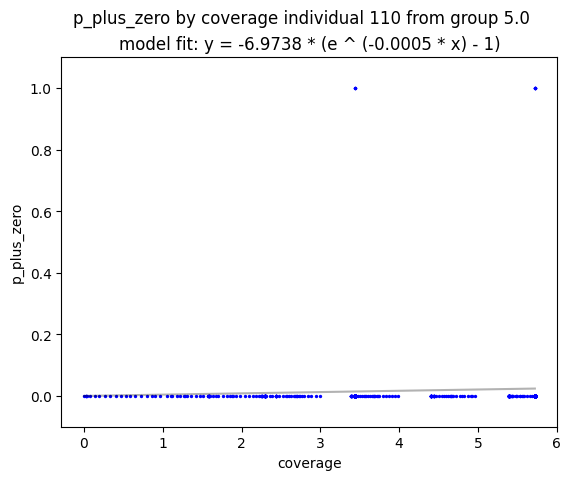 p_plus_zero by coverage individual 110 from group 5.0
model fit: y = -6.9738 * (e ^ (-0.0005 * x) - 1)
1.0
0.8
0.6
0.4
0.2
0.0
p_plus_zero
0 1 2 3 4 5 6
coverage